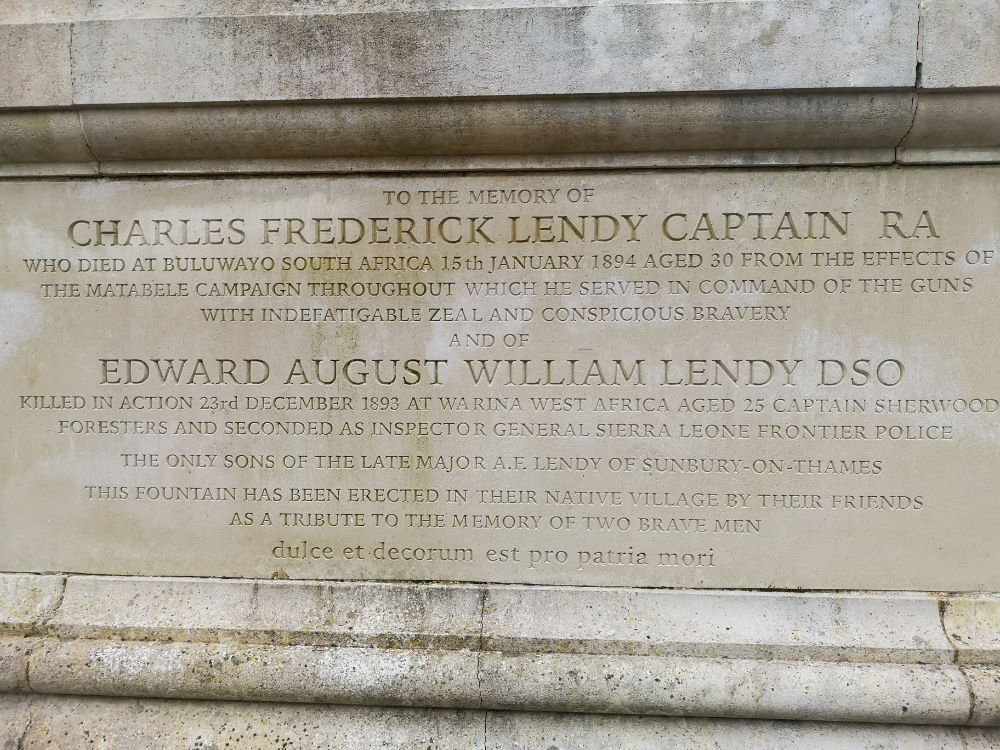 TO THE MEMORY OF
CHARLES FREDERICK LENDY CAPTAIN RA
WHO DIED AT BULUWAYO SOUTH AFRICA 15th JANUARY 1894 AGED 30 FROM THE EFFECTS OF
THE MATABELE CAMPAIGN THROUGHOUT WHICH HE SERVED IN COMMAND OF THE GUNS
WITH INDEFATIGABLE ZEAL AND CONSPICIOUS BRAVERY
AND OF
EDWARD AUGUST WILLIAM LENDY DSO
KILLED IN ACTION 23rd DECEMBER 1893 AT WARINA WEST AFRICA AGED 25 CAPTAIN SHERWOOD
FORESTERS AND SECONDED AS INSPECTOR GENERAL SIERRA LEONE FRONTIER POLICE
THE ONLY SONS OF THE LATE MAJOR A.F. LENDY OF SUNBURY-ON-THAMES
THIS FOUNTAIN HAS BEEN ERECTED IN THEIR NATIVE VILLAGE BY THEIR FRIENDS
AS A TRIBUTE TO THE MEMORY OF TWO BRAVE MEN
dulce et decorum est pro patria mori